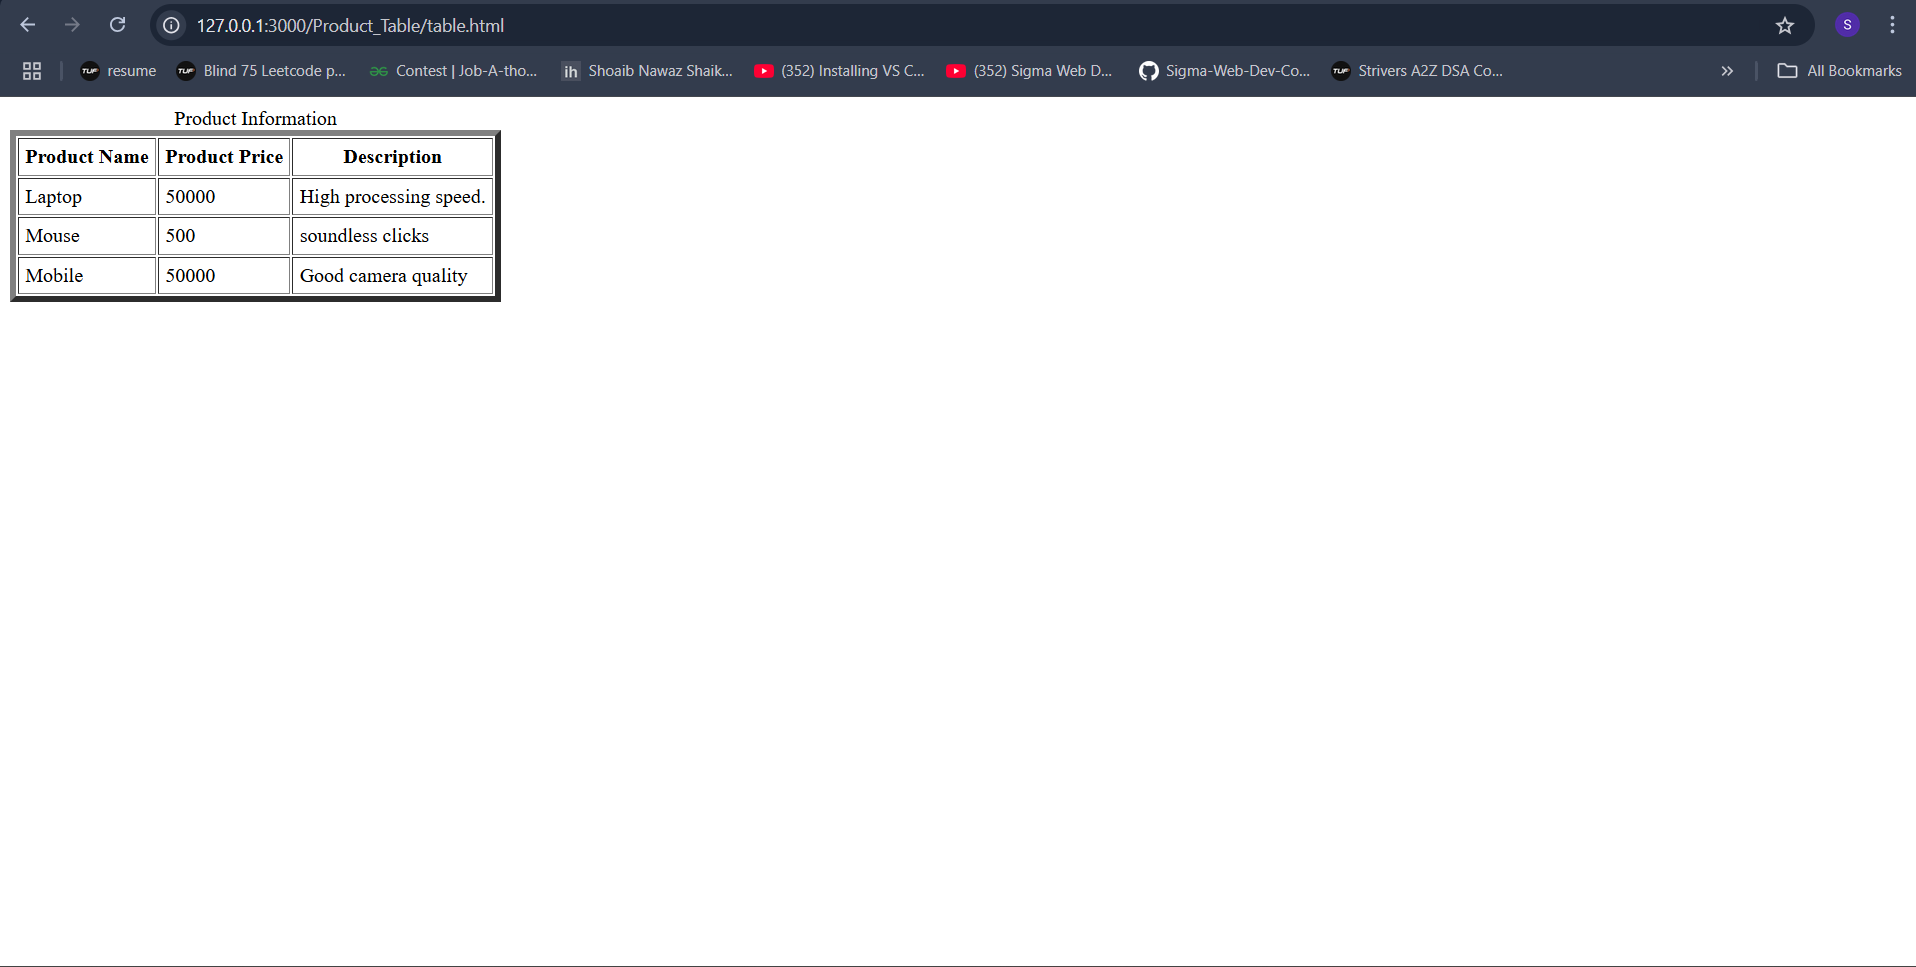 127.0.0.1:3000/Product_Table/table.html
S
resume
Blind 75 Leetcode p...
Contest | Job-A-tho...
ih Shoaib Nawaz Shaik...
(352) Installing VS C...
(352) Sigma Web D...
Sigma-Web-Dev-Co...
Strivers A2Z DSA Co...
All Bookmarks
Product Information
Product Name Product Price Description
Laptop 50000 High processing speed.
Mouse 500 soundless clicks
Mobile 50000 Good camera quality